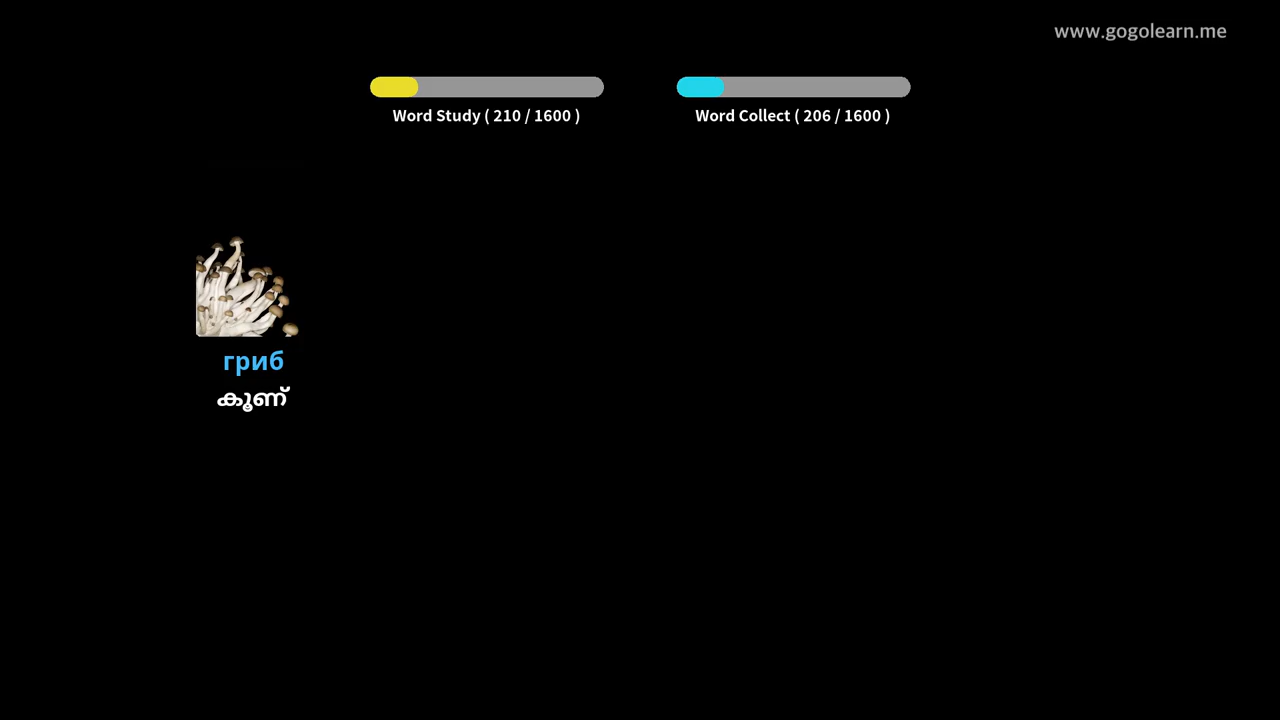 www.gogolearn.me
Word Study ( 210 / 1600 )
Word Collect ( 206 / 1600 )
гриб
കൂണ്